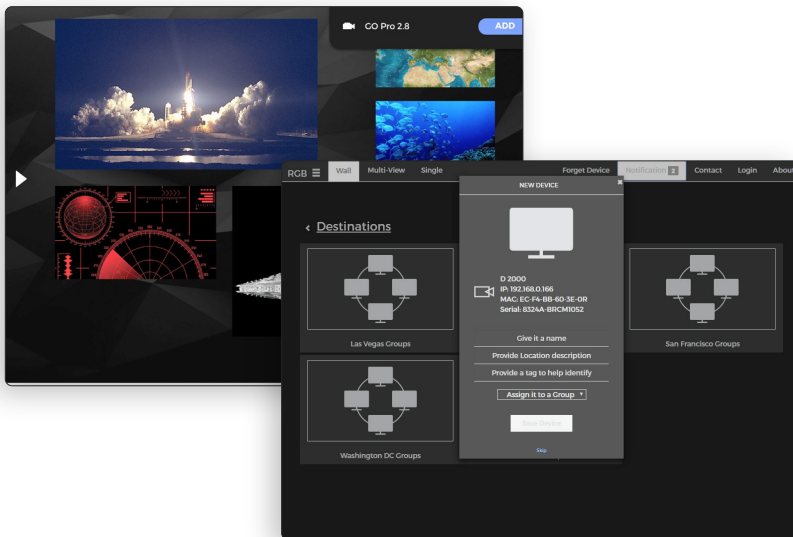 GO Pro 2.8
ADD
RGB
Wall
Multi-View
Single
Forget Device
Notification 2
Contact
Login
About
NEW DEVICE
Destinations
D 2000
IP: 192.168.0.166
MAC: EC-F4-BB-60-3E-0R
Serial: 8324A-BRCM1052
Las Vegas Groups
San Francisco Groups
Give it a name
Provide Location description
Provide a tag to help identify
Assign it to a Group
Save Device
Washington DC Groups
Skip